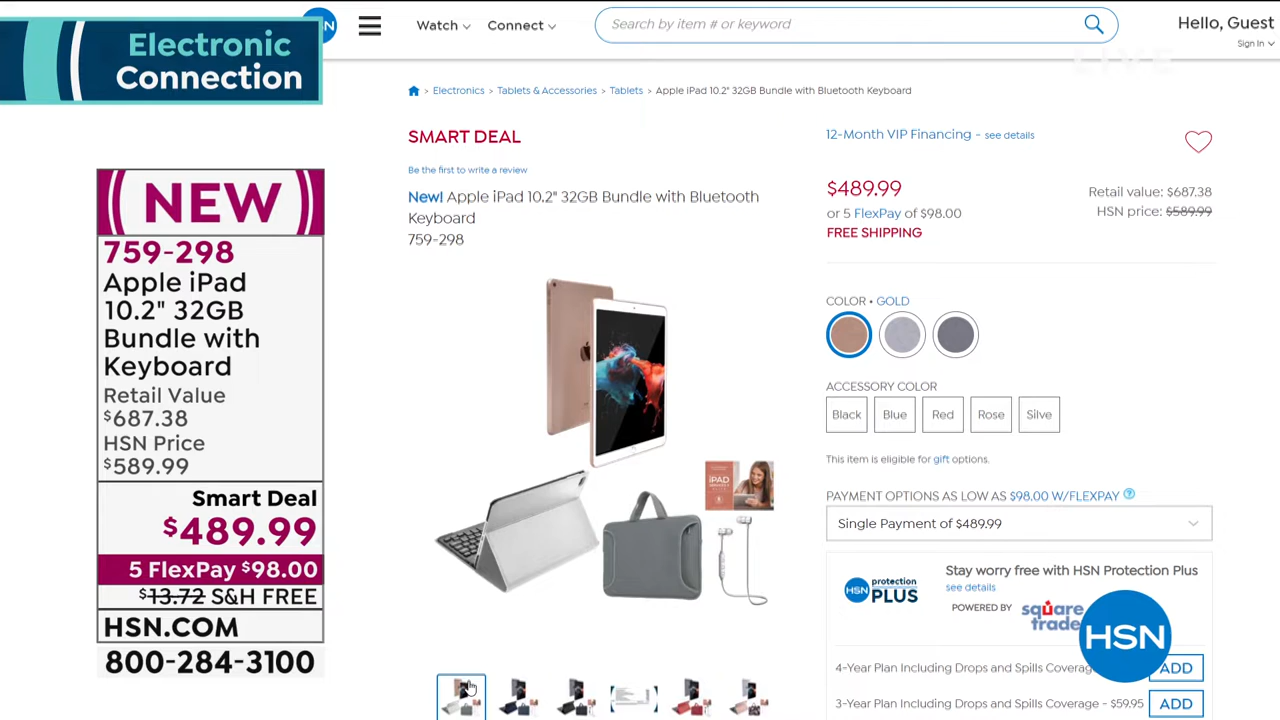 Electronic
Connection
Watch
Connect
Search by item # or keyword
Hello, Guest
Sign In
LIVE
Electronics > Tablets & Accessories > Tablets > Apple iPad 10.2" 32GB Bundle with Bluetooth Keyboard
NEW
759-298
Apple iPad
10.2" 32GB
Bundle with
Keyboard
Retail Value
$687.38
HSN Price
$589.99
Smart Deal
$489.99
5 FlexPay $98.00
$13.72 S&H FREE
HSN.COM
800-284-3100
SMART DEAL
Be the first to write a review
New! Apple iPad 10.2" 32GB Bundle with Bluetooth
Keyboard
759-298
iPAD
12-Month VIP Financing - see details
$489.99
Retail value: $687.38
or 5 FlexPay of $98.00
HSN price: $589.99
FREE SHIPPING
COLOR • GOLD
ACCESSORY COLOR
Black
Blue
Red
Rose
Silve
This item is eligible for gift options.
PAYMENT OPTIONS AS LOW AS $98.00 W/FLEXPAY ?
Single Payment of $489.99
HSN protection
PLUS
Stay worry free with HSN Protection Plus
see details
POWERED BY square
trade
HSN
4-Year Plan Including Drops and Spills Coverag
ADD
3-Year Plan Including Drops and Spills Coverage - $59.95
ADD